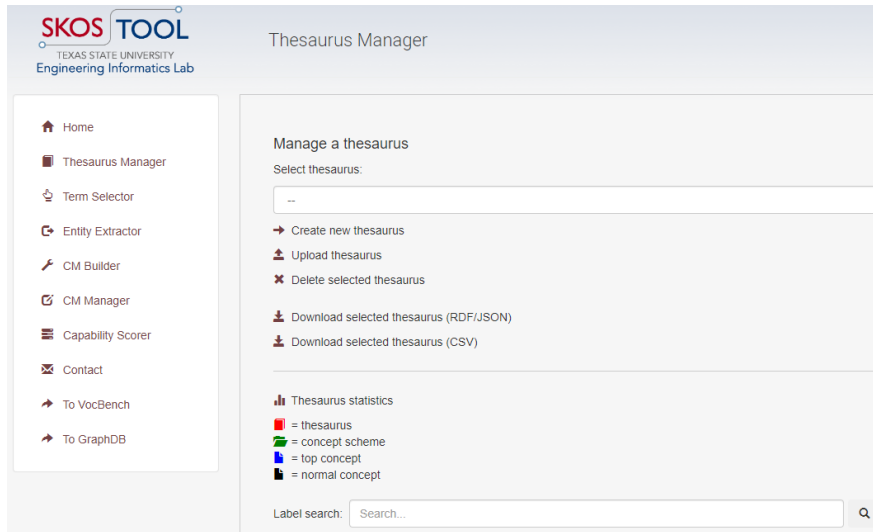 SKOS TOOL
TEXAS STATE UNIVERSITY
Engineering Informatics Lab
Thesaurus Manager
Home
Thesaurus Manager
Term Selector
Entity Extractor
CM Builder
CM Manager
Capability Scorer
Contact
To VocBench
To GraphDB
Manage a thesaurus
Select thesaurus:
--
Create new thesaurus
Upload thesaurus
Delete selected thesaurus
Download selected thesaurus (RDF/JSON)
Download selected thesaurus (CSV)
Thesaurus statistics
= thesaurus
= concept scheme
= top concept
= normal concept
Label search: Search...